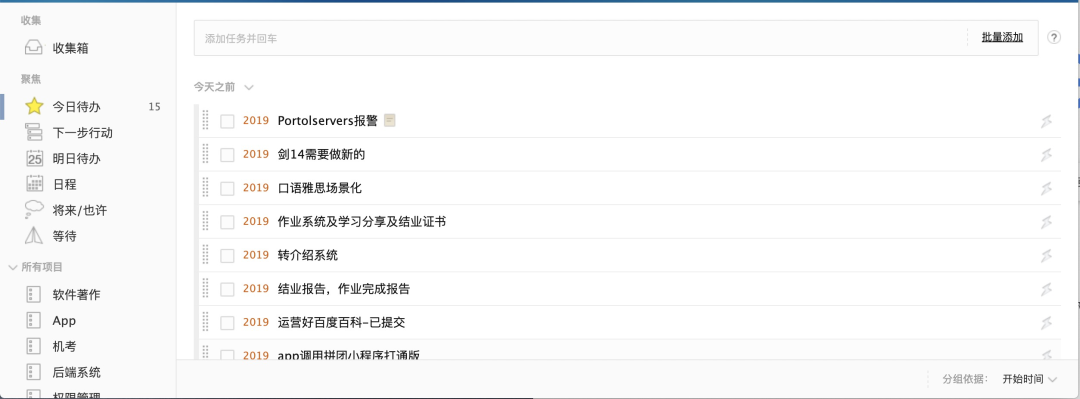 收集
收集箱
聚焦
今日待办 15
下一步行动
25 明日待办
日程
将来/也许
等待
所有项目
软件著作
App
机考
后端系统
权限管理
添加任务并回车 批量添加 ?
今天之前
2019 Portolservers报警
2019 剑14需要做新的
2019 口语雅思场景化
2019 作业系统及学习分享及结业证书
2019 转介绍系统
2019 结业报告，作业完成报告
2019 运营好百度百科-已提交
2019 app调用拼团小程序打通版
分组依据： 开始时间